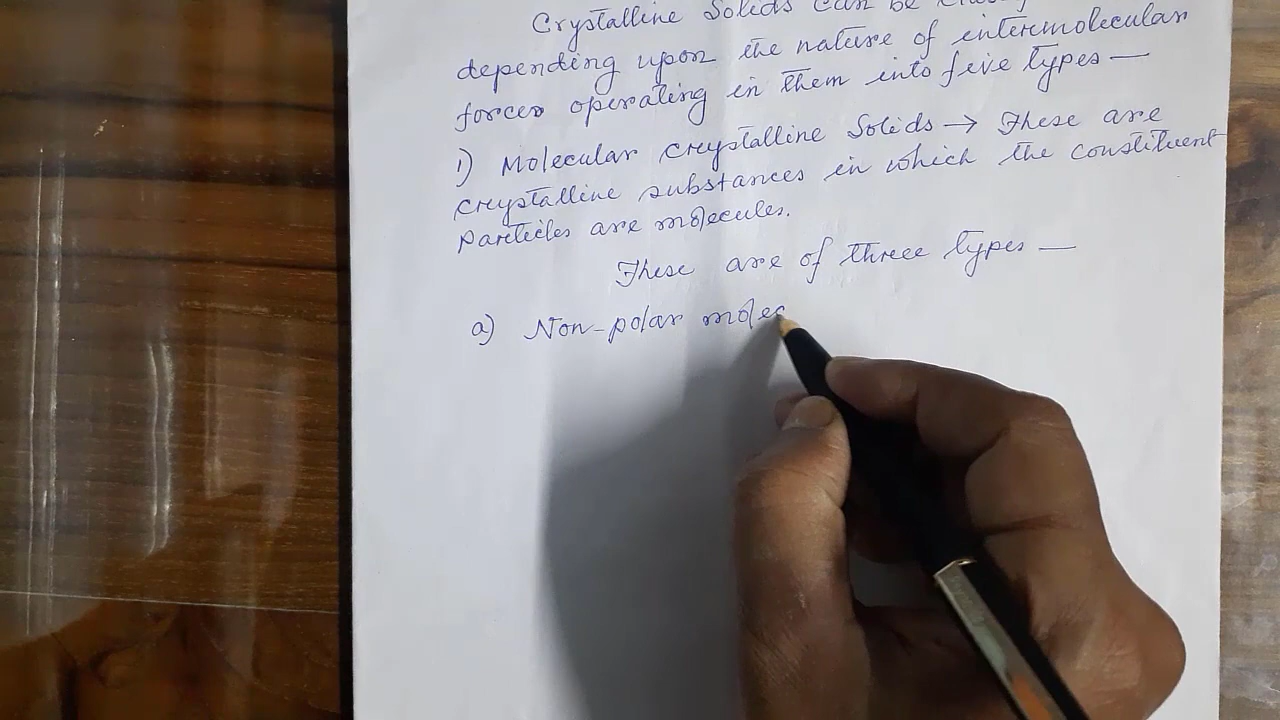 Crystalline Solids can be
depending upon the nature of intermolecular
forces operating in them into five types —
1) Molecular crystalline Solids → These are
crystalline substances in which the constituent
particles are molecules.
These are of three types —
a) Non-polar molec